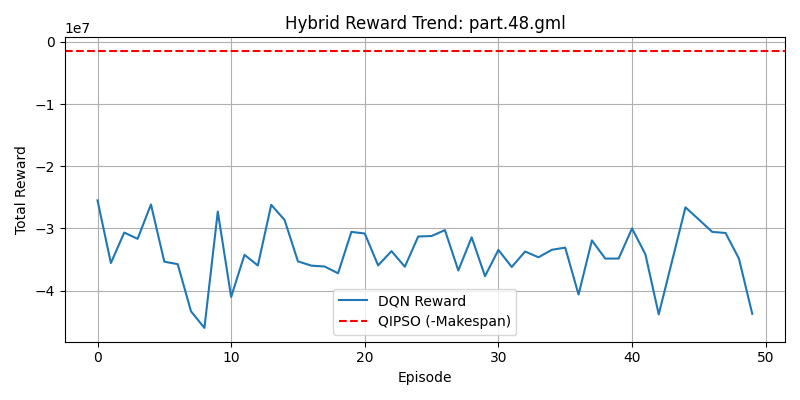 Hybrid Reward Trend: part.48.gml
1e7
0
−1
−2
−3
−4
Total Reward
DQN Reward
QIPSO (-Makespan)
0 10 20 30 40 50
Episode